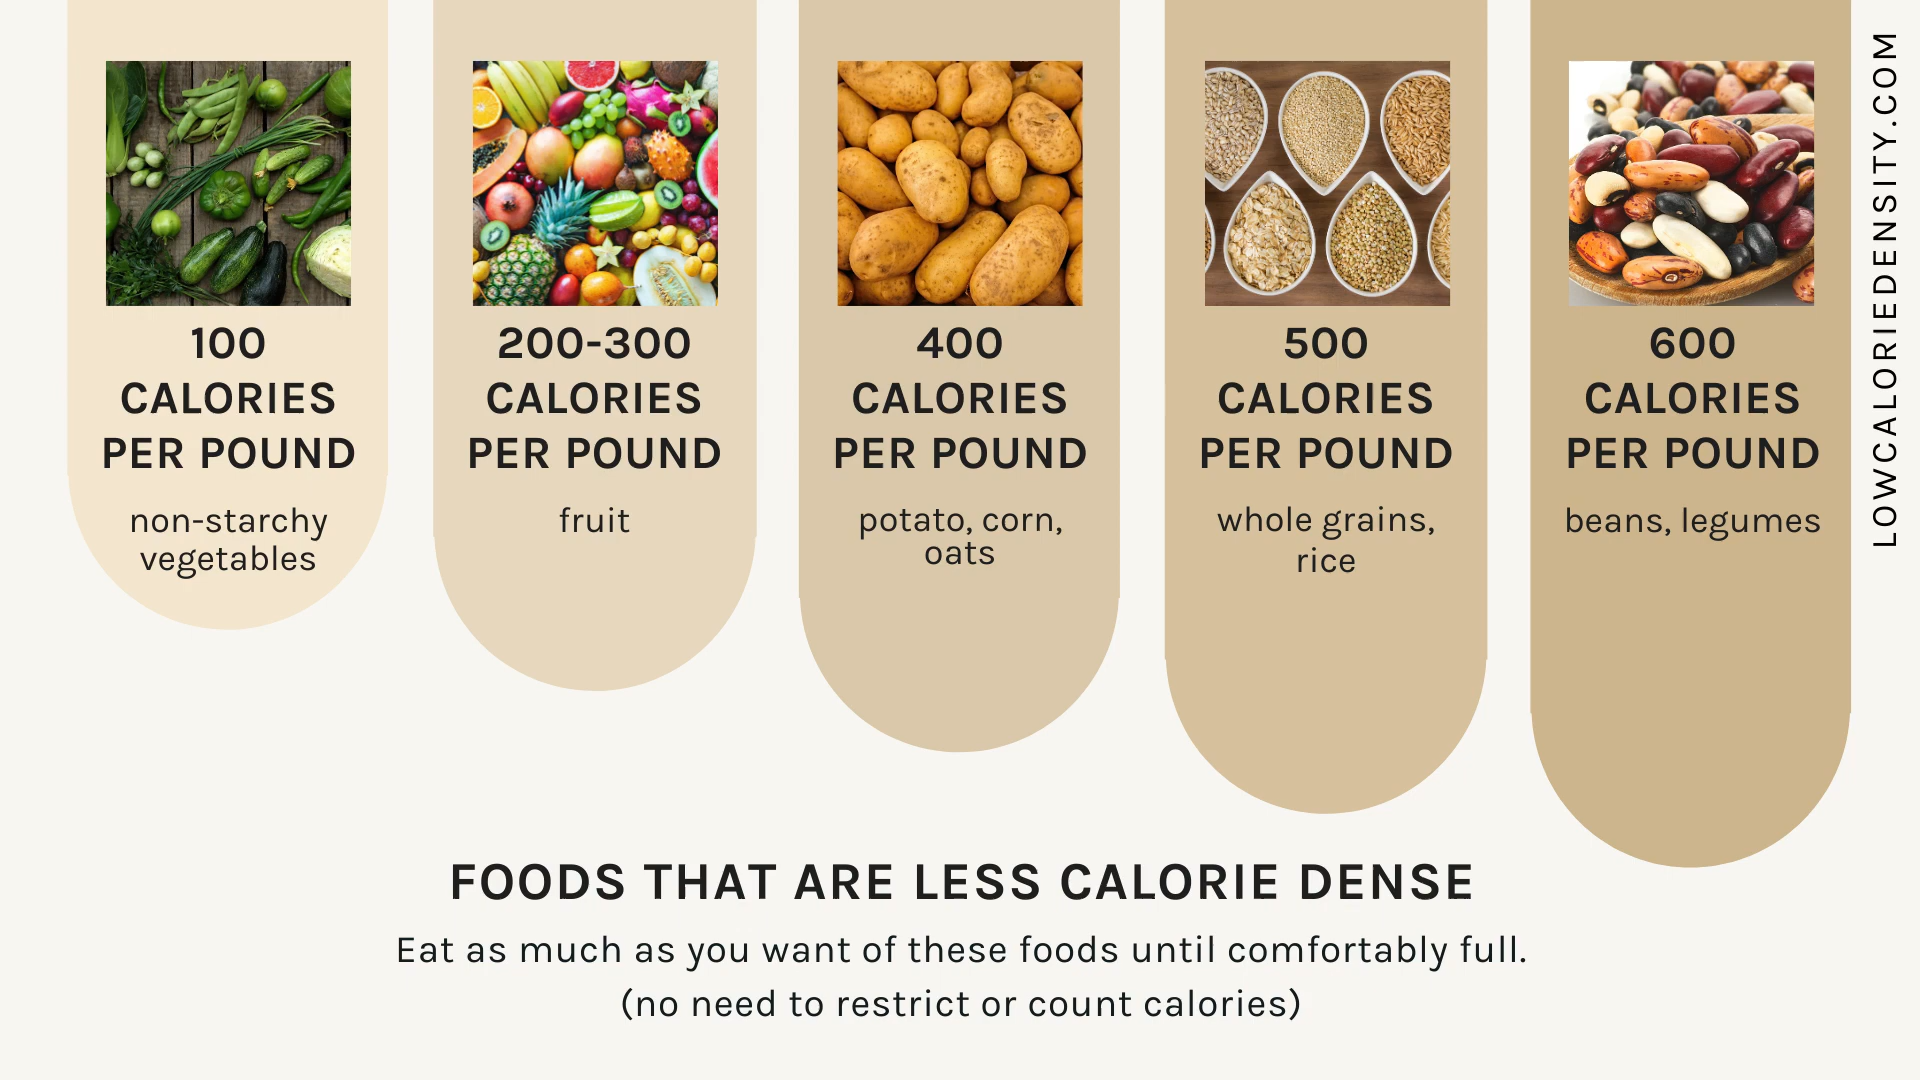 100
CALORIES
PER POUND
non-starchy
vegetables
200-300
CALORIES
PER POUND
fruit
400
CALORIES
PER POUND
potato, corn,
oats
500
CALORIES
PER POUND
whole grains,
rice
600
CALORIES
PER POUND
beans, legumes
LOWCALORIEDENSITY.COM
FOODS THAT ARE LESS CALORIE DENSE
Eat as much as you want of these foods until comfortably full.
(no need to restrict or count calories)